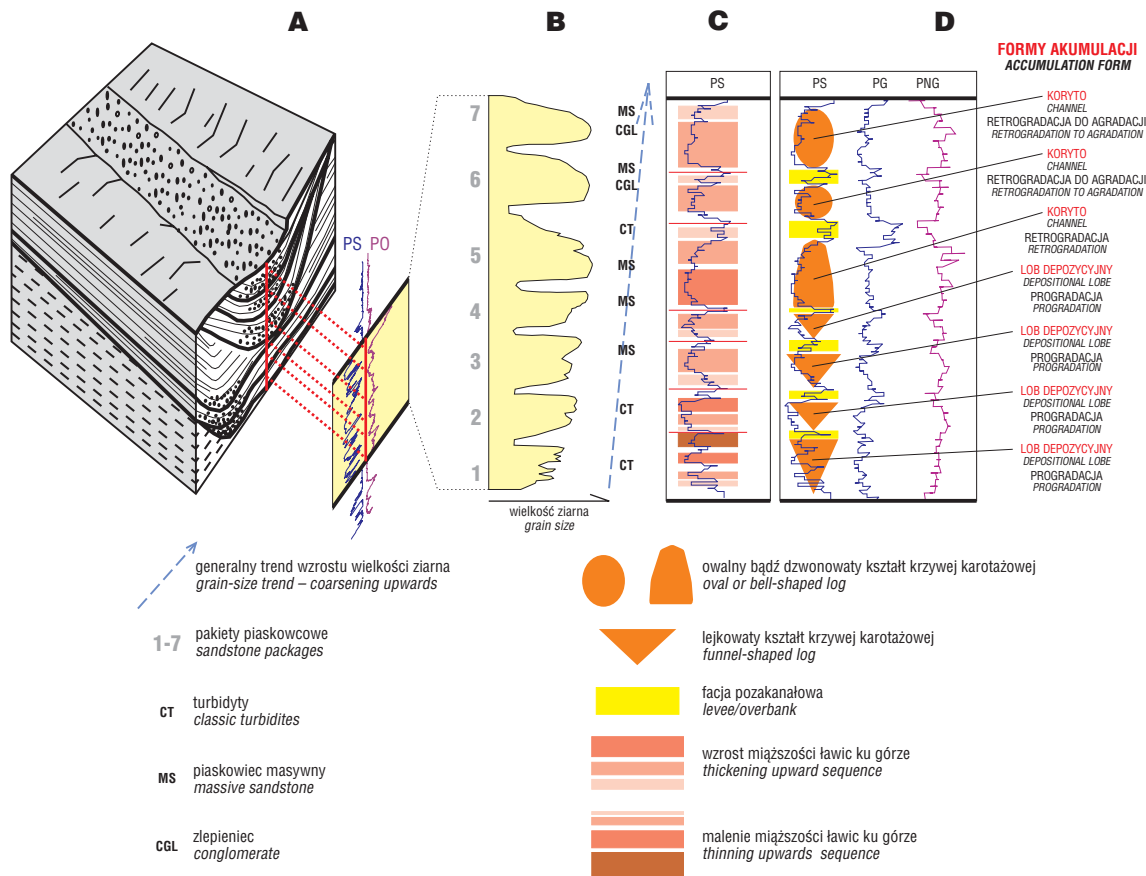 A
B
C
D
FORMY AKUMULACJI
ACCUMULATION FORM
PS PO
7
6
5
4
3
2
1
wielkość ziarna
grain size
MS
CGL
MS
CGL
CT
MS
MS
MS
CT
CT
PS
PS PG PNG
KORYTO
CHANNEL
RETROGRADACJA DO AGRADACJI
RETROGRADATION TO AGRADATION
KORYTO
CHANNEL
RETROGRADACJA DO AGRADACJI
RETROGRADATION TO AGRADATION
KORYTO
CHANNEL
RETROGRADACJA
RETROGRADATION
LOB DEPOZYCYJNY
DEPOSITIONAL LOBE
PROGRADACJA
PROGRADATION
LOB DEPOZYCYJNY
DEPOSITIONAL LOBE
PROGRADACJA
PROGRADATION
LOB DEPOZYCYJNY
DEPOSITIONAL LOBE
PROGRADACJA
PROGRADATION
LOB DEPOZYCYJNY
DEPOSITIONAL LOBE
PROGRADACJA
PROGRADATION
generalny trend wzrostu wielkości ziarna
grain-size trend – coarsening upwards
1-7
pakiety piaskowcowe
sandstone packages
CT
turbidyty
classic turbidites
MS
piaskowiec masywny
massive sandstone
CGL
zlepieniec
conglomerate
owalny bądź dzwonowaty kształt krzywej karotażowej
oval or bell-shaped log
lejkowaty kształt krzywej karotażowej
funnel-shaped log
facja pozakanałowa
levee/overbank
wzrost miąższości ławic ku górze
thickening upward sequence
malenie miąższości ławic ku górze
thinning upwards sequence